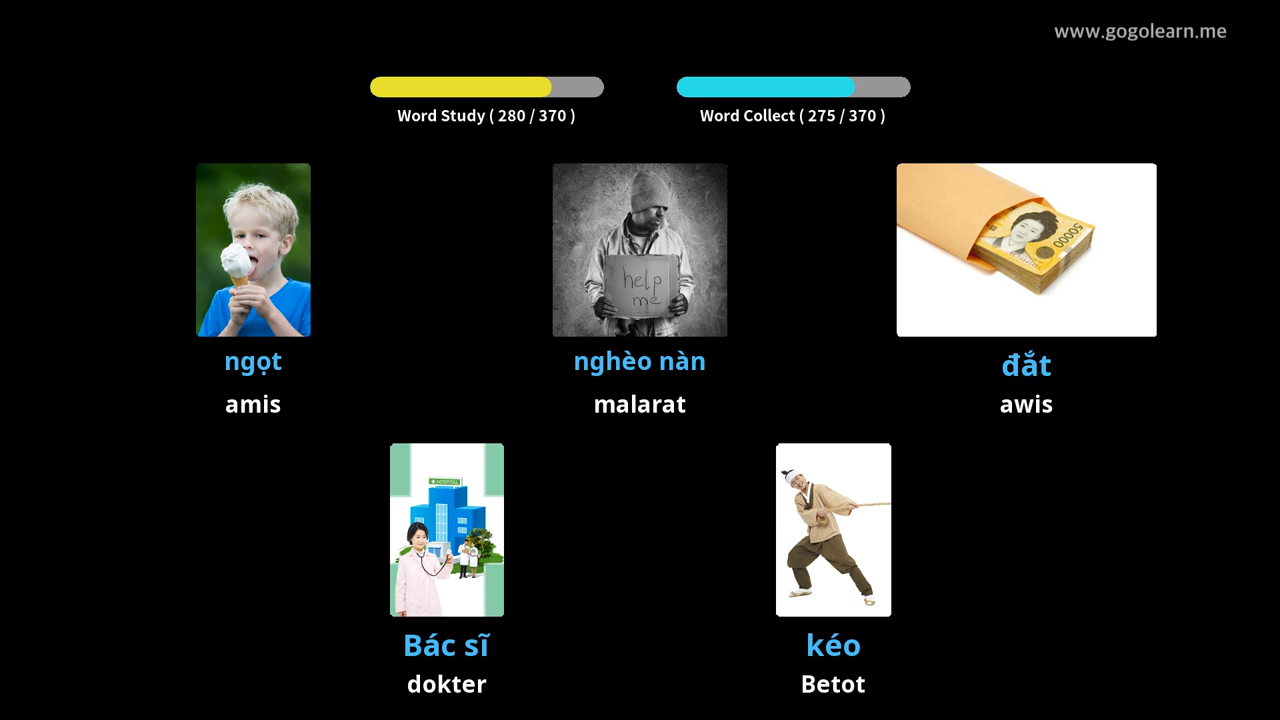 www.gogolearn.me
Word Study ( 280 / 370 )
Word Collect ( 275 / 370 )
help
me
50000
ngọt
nghèo nàn
đắt
amis
malarat
awis
HOSPITAL
Bác sĩ
kéo
dokter
Betot